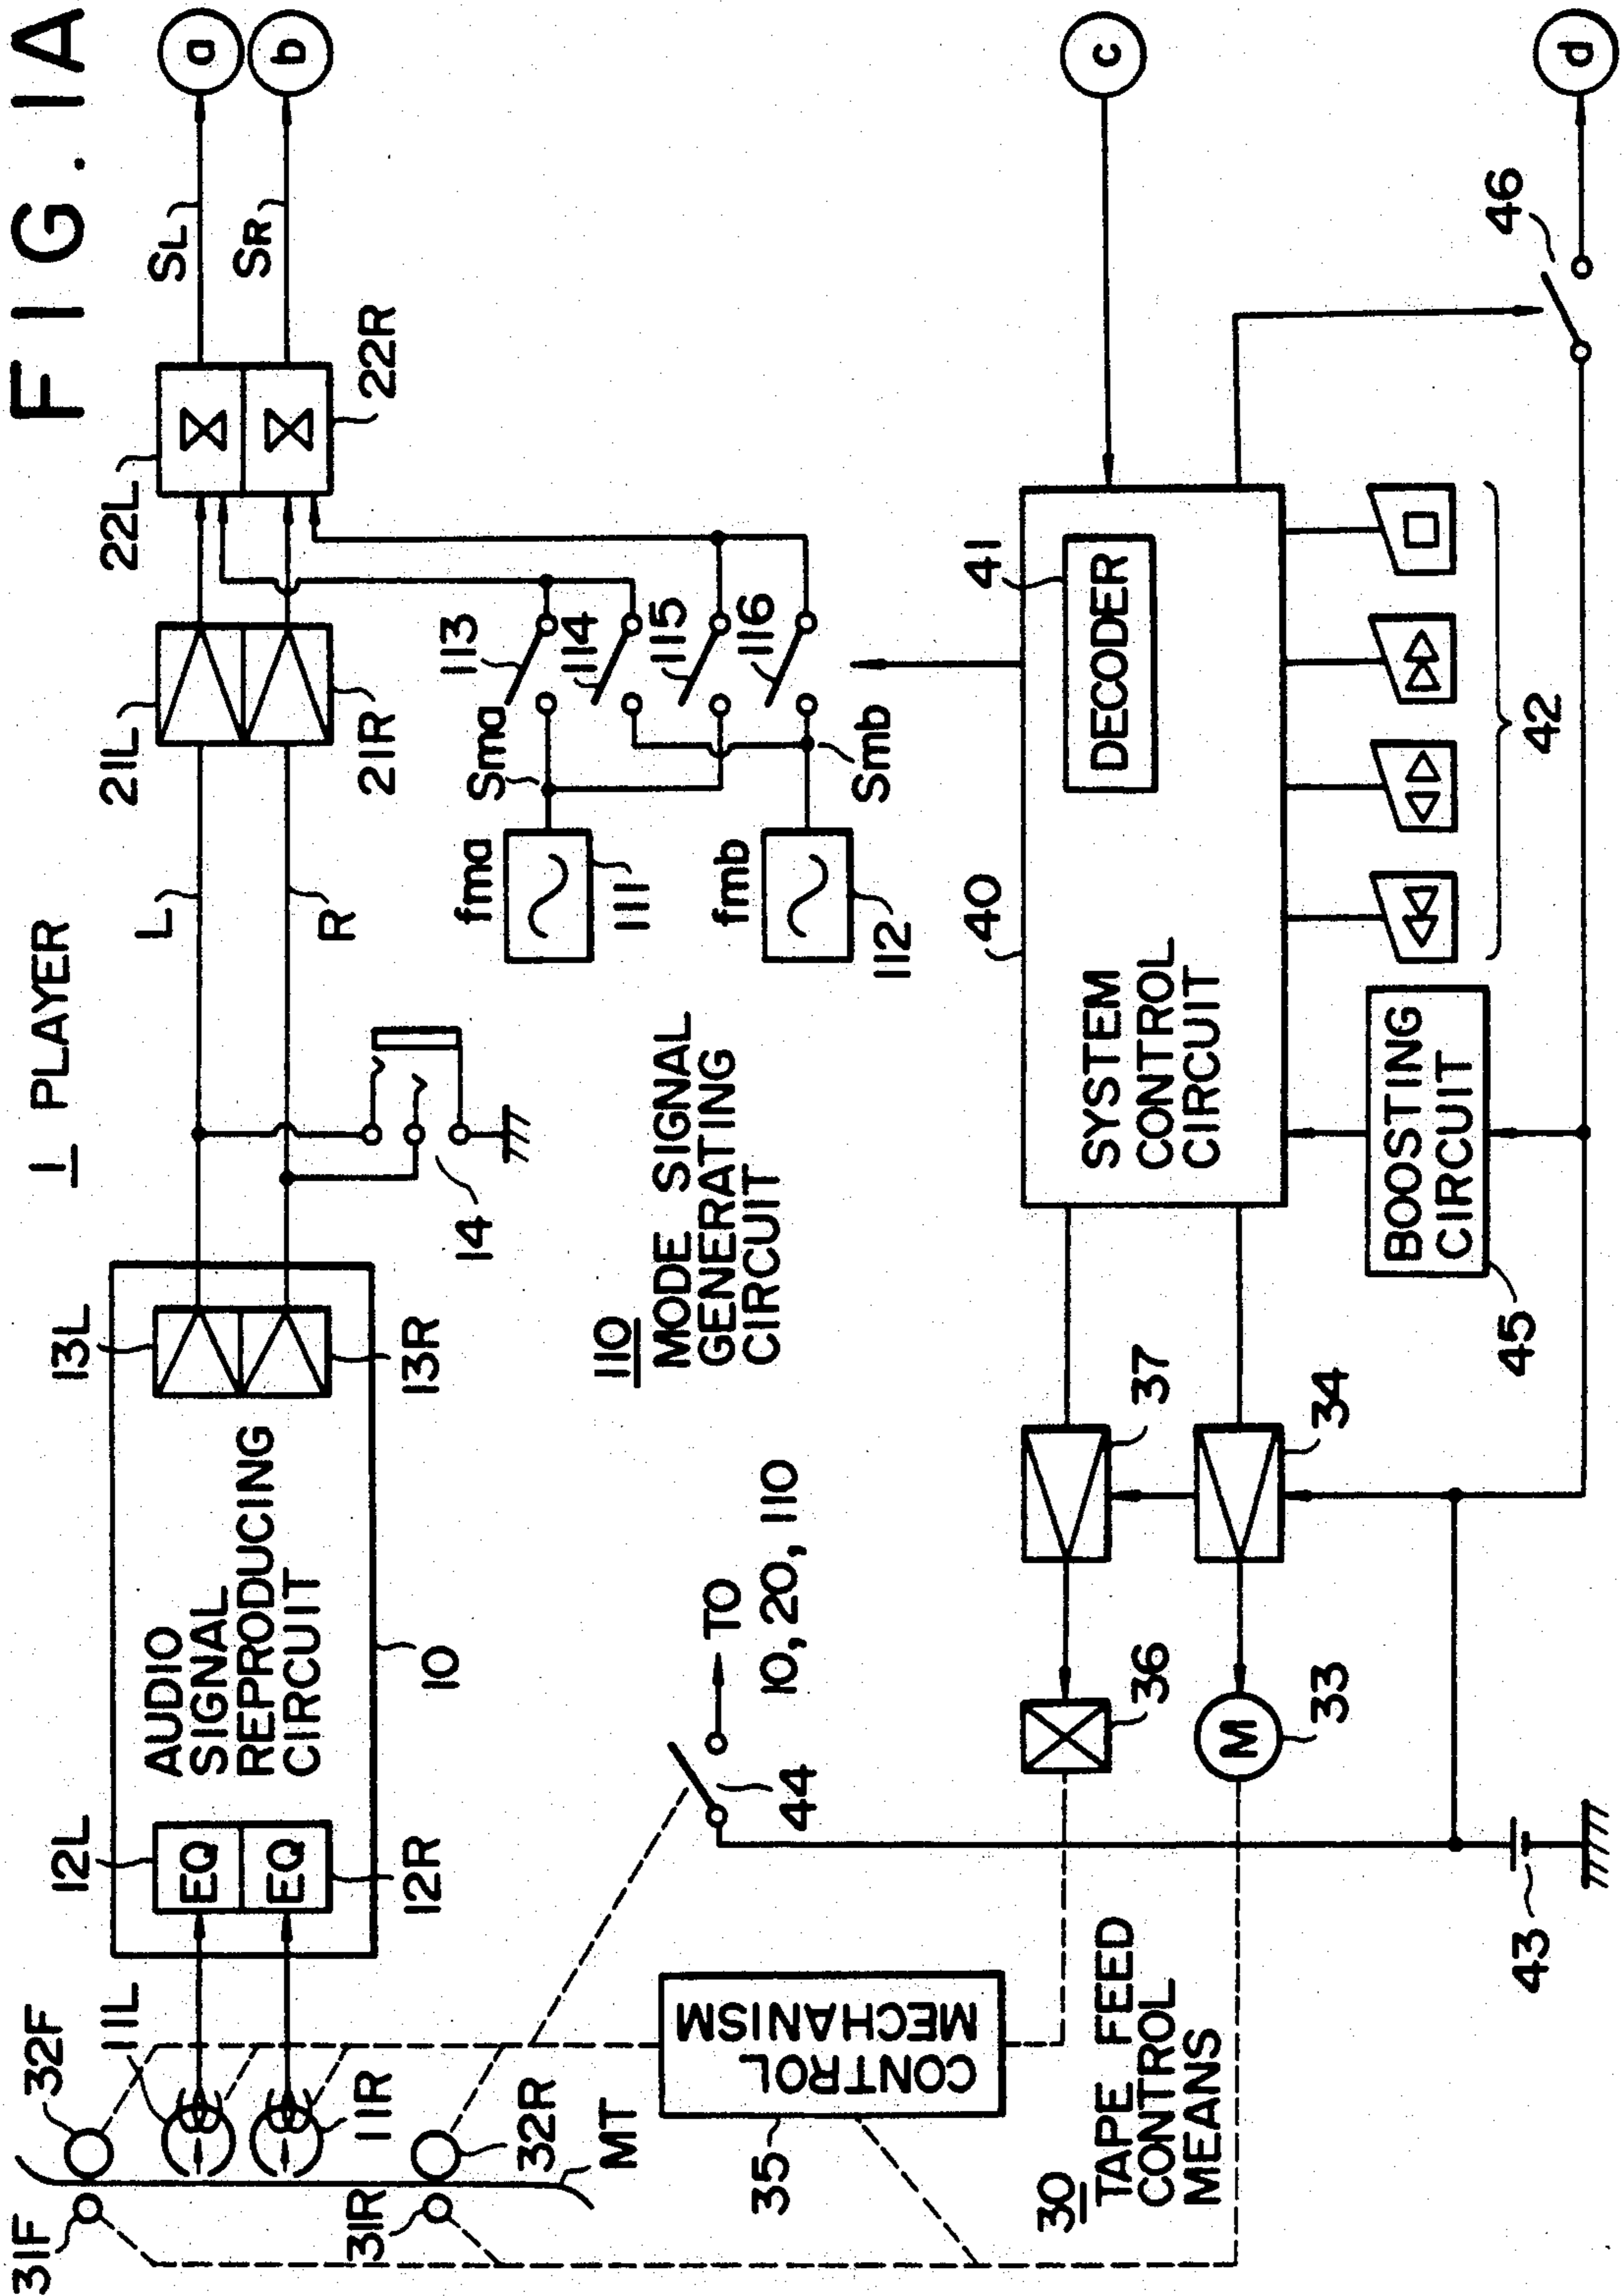 FIG. 1A
1 PLAYER
31F
32F
11L
11R
31R
32R
MT
12L
EQ
EQ
12R
AUDIO
SIGNAL
REPRODUCING
CIRCUIT
10
13L
13R
14
L
R
21L
21R
22L
22R
SL
SR
a
b
110
MODE SIGNAL
GENERATING
CIRCUIT
fma
111
fmb
112
Sma
Smb
113
114
115
116
44
TO
10, 20, 110
CONTROL
MECHANISM
35
30
TAPE FEED
CONTROL
MEANS
36
37
M
33
34
43
40
SYSTEM
CONTROL
CIRCUIT
41
DECODER
c
BOOSTING
CIRCUIT
45
42
46
d